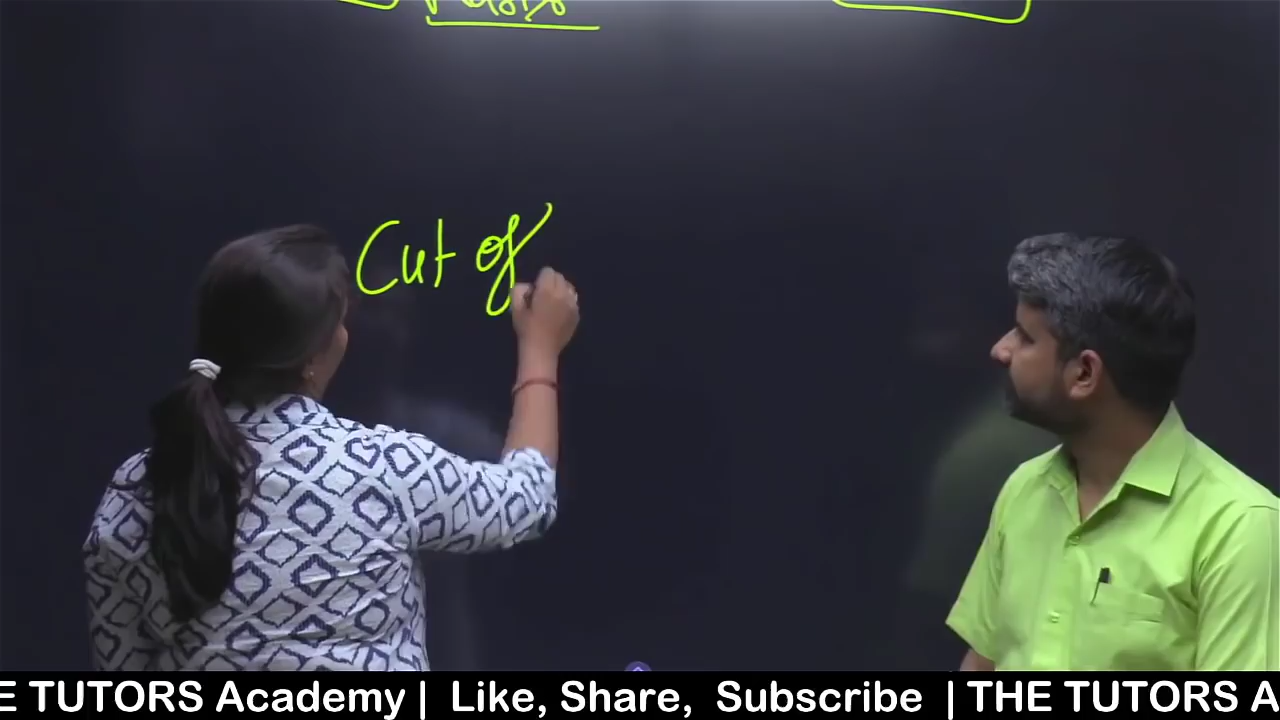 Cut of
E TUTORS Academy | Like, Share, Subscribe | THE TUTORS A